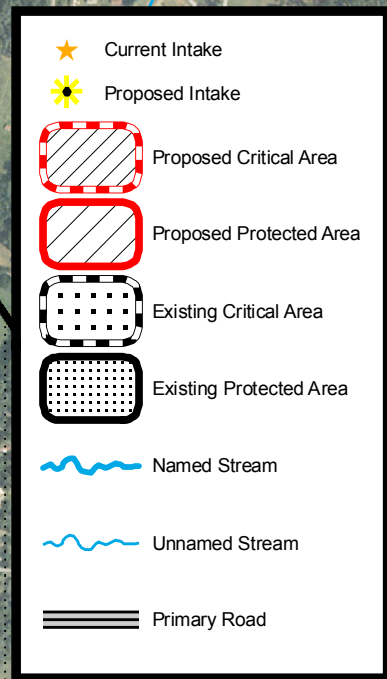 Current Intake
Proposed Intake
Proposed Critical Area
Proposed Protected Area
Existing Critical Area
Existing Protected Area
Named Stream
Unnamed Stream
Primary Road